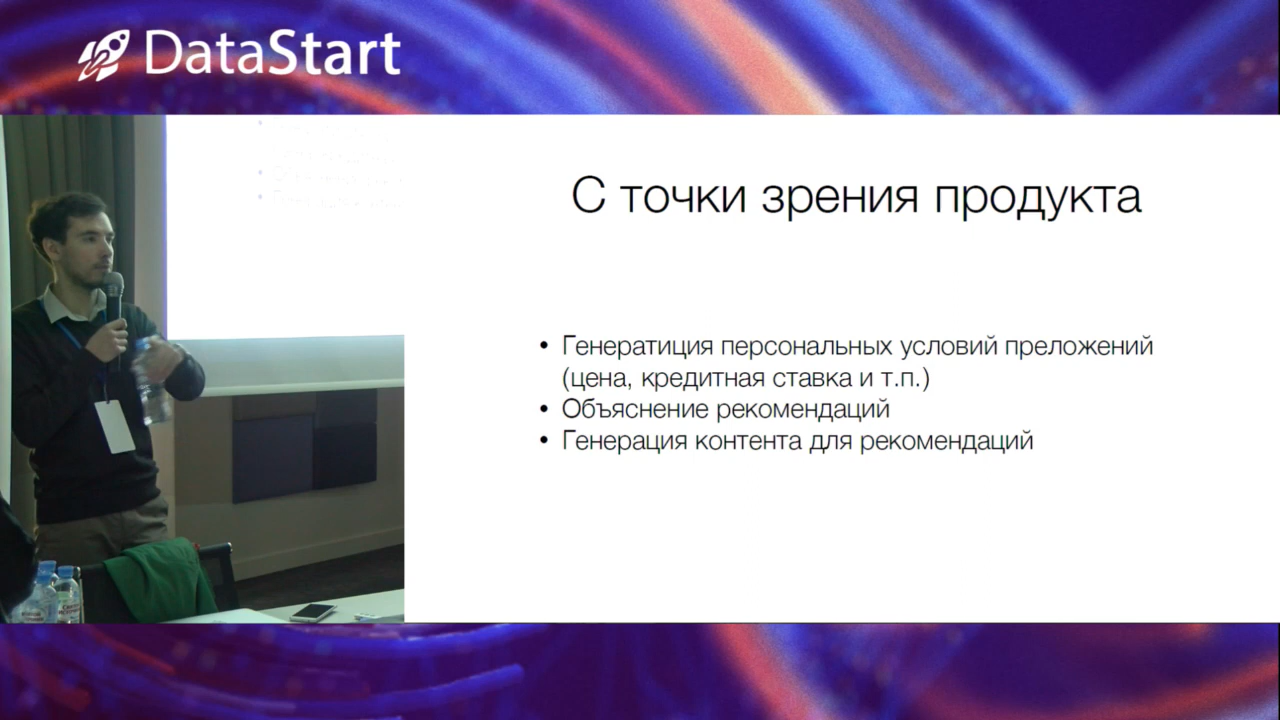 DataStart
С точки зрения продукта
• Генератиция персональных условий преложений
(цена, кредитная ставка и т.п.)
• Объяснение рекомендаций
• Генерация контента для рекомендаций